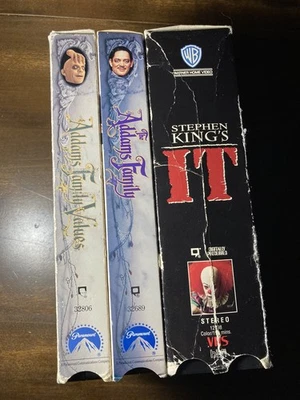 Addams Family Values
32806
Paramount
The
Addams Family
32689
Paramount
WB
WARNER HOME VIDEO
STEPHEN
KING'S
IT
DIGITALLY
STEREO
VHS